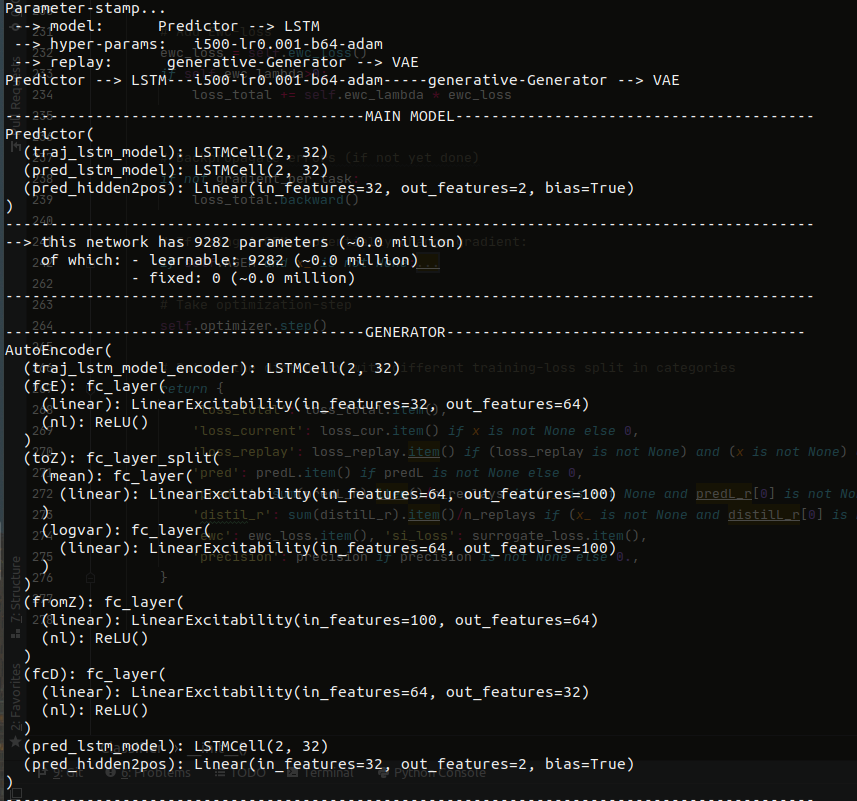 Parameter-stamp...
 --> model:       Predictor --> LSTM
 --> hyper-params:   i500-lr0.001-b64-adam
 --> replay:      generative-Generator --> VAE
Predictor --> LSTM----i500-lr0.001-b64-adam-----generative-Generator --> VAE
----------------------------------------MAIN MODEL----------------------------------------
Predictor(
  (traj_lstm_model): LSTMCell(2, 32)
  (pred_lstm_model): LSTMCell(2, 32)
  (pred_hidden2pos): Linear(in_features=32, out_features=2, bias=True)
)
------------------------------------------------------------------------------------------
--> this network has 9282 parameters (~0.0 million)
    of which: - learnable: 9282 (~0.0 million)
              - fixed: 0 (~0.0 million)
------------------------------------------------------------------------------------------
----------------------------------------GENERATOR----------------------------------------
AutoEncoder(
  (traj_lstm_model_encoder): LSTMCell(2, 32)
  (fcE): fc_layer(
    (linear): LinearExcitability(in_features=32, out_features=64)
    (nl): ReLU()
  )
  (toZ): fc_layer_split(
    (mean): fc_layer(
      (linear): LinearExcitability(in_features=64, out_features=100)
    )
    (logvar): fc_layer(
      (linear): LinearExcitability(in_features=64, out_features=100)
    )
  )
  (fromZ): fc_layer(
    (linear): LinearExcitability(in_features=100, out_features=64)
    (nl): ReLU()
  )
  (fcD): fc_layer(
    (linear): LinearExcitability(in_features=64, out_features=32)
    (nl): ReLU()
  )
  (pred_lstm_model): LSTMCell(2, 32)
  (pred_hidden2pos): Linear(in_features=32, out_features=2, bias=True)
)
------------------------------------------------------------------------------------------